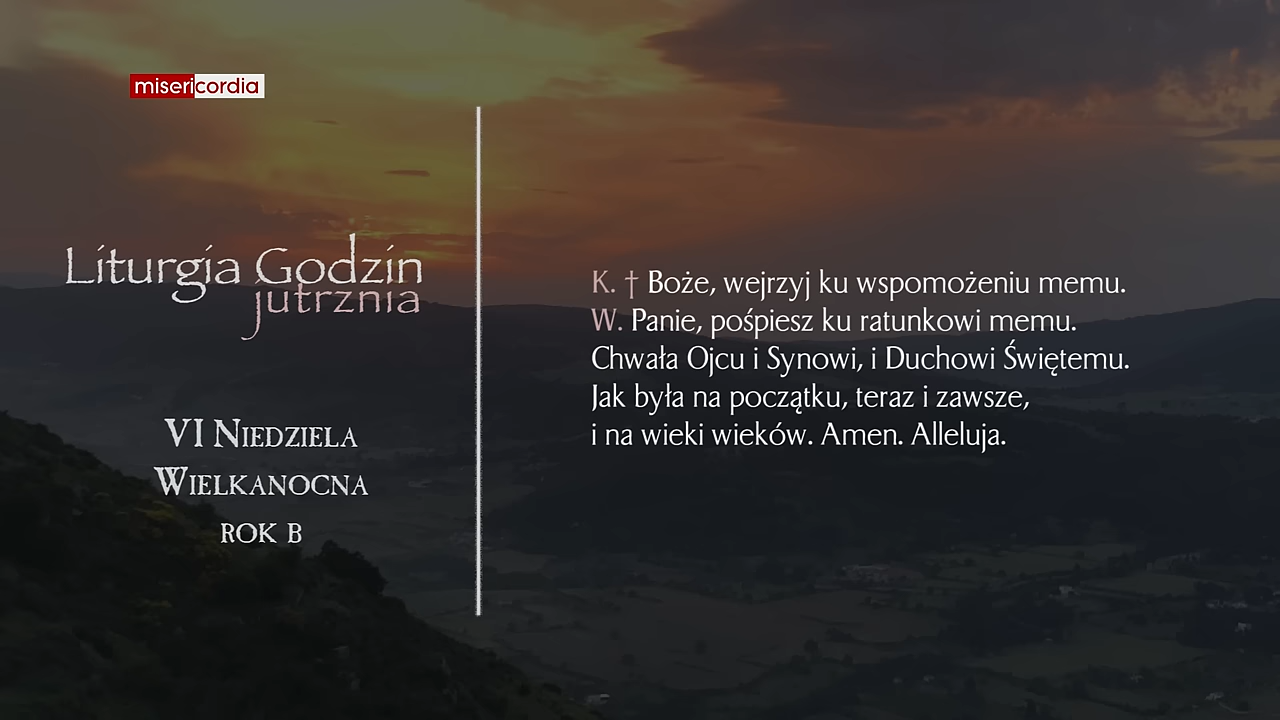 misericordia
Liturgia Godzin
jutrznia
VI Niedziela
Wielkanocna
rok B
K. † Boże, wejrzyj ku wspomożeniu memu.
W. Panie, pośpiesz ku ratunkowi memu.
Chwała Ojcu i Synowi, i Duchowi Świętemu.
Jak była na początku, teraz i zawsze,
i na wieki wieków. Amen. Alleluja.